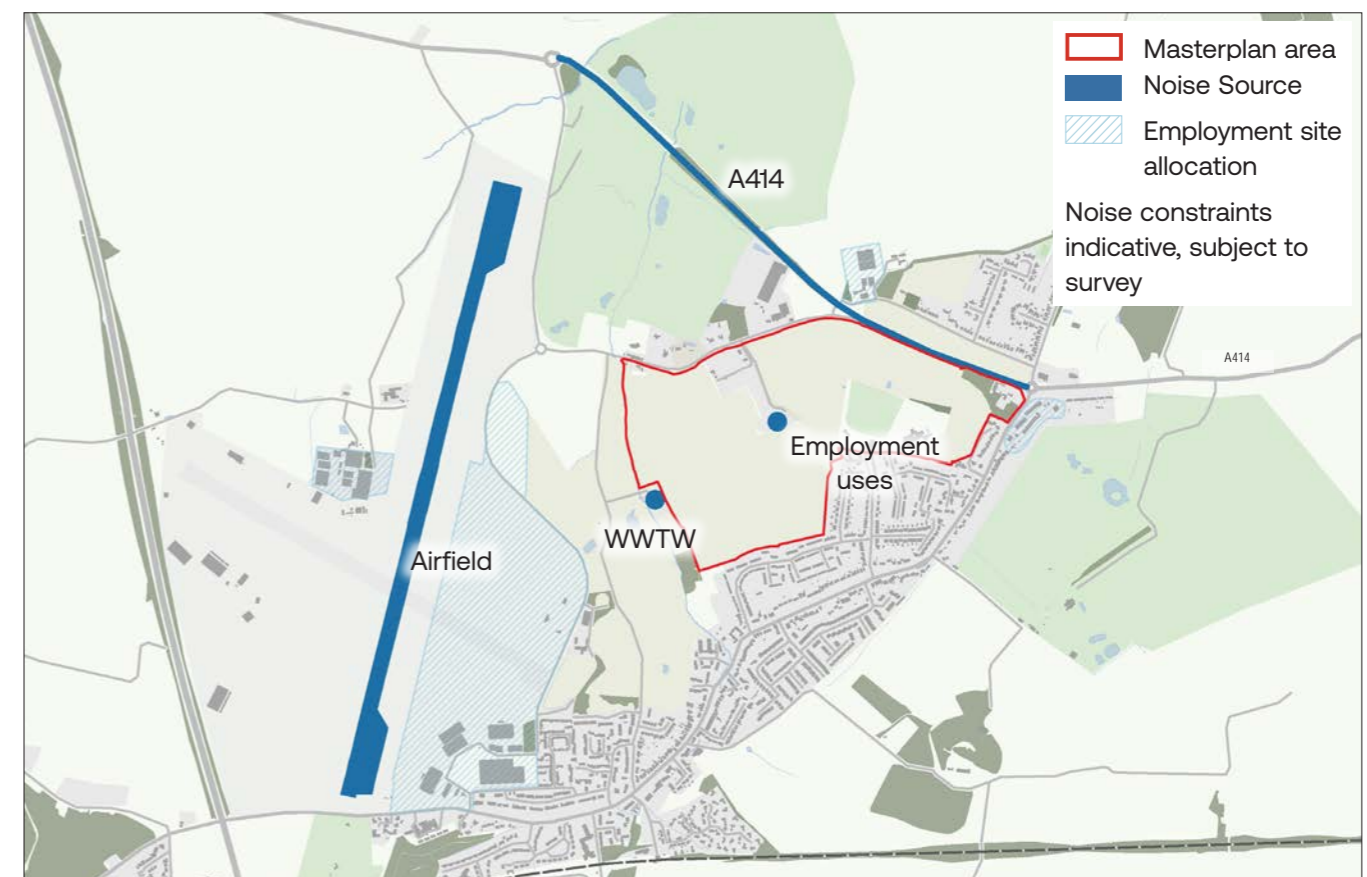 Masterplan area
Noise Source
Employment site
allocation
Noise constraints
indicative, subject to
survey
A414
A414
Employment
uses
WWTW
Airfield